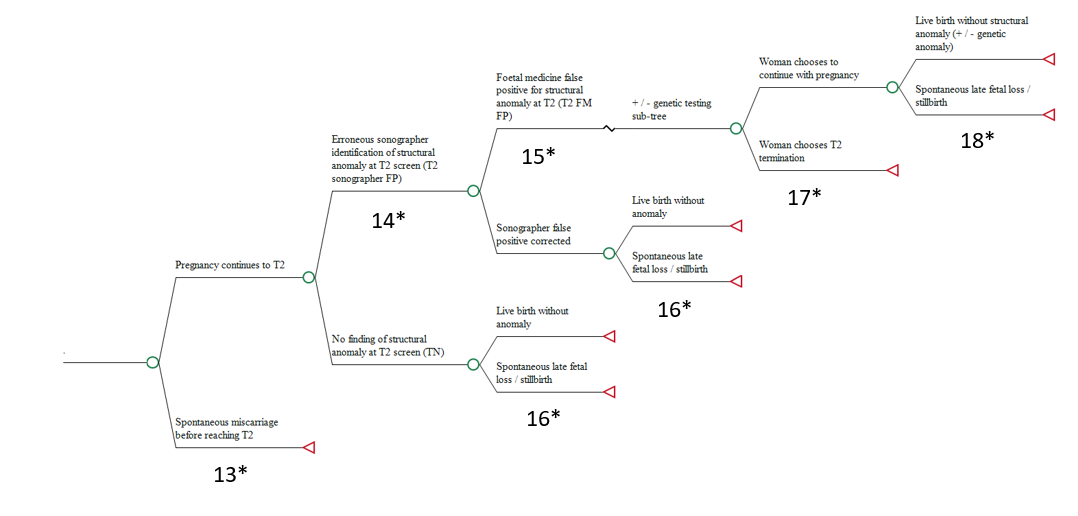 Live birth without structural
anomaly (+ / - genetic
anomaly)
Woman chooses to
continue with pregnancy
Foetal medicine false
positive for structural
anomaly at T2 (T2 FM
FP)
+ / - genetic testing
sub-tree
Spontaneous late fetal loss /
stillbirth
18*
Erroneous sonographer
identification of structural
anomaly at T2 screen (T2
sonographer FP)
15*
Woman chooses T2
termination
17*
14*
Live birth without
anomaly
Sonographer false
positive corrected
Spontaneous late
fetal loss / stillbirth
16*
Pregnancy continues to T2
Live birth without
anomaly
No finding of structural
anomaly at T2 screen (TN)
Spontaneous late fetal
loss / stillbirth
16*
Spontaneous miscarriage
before reaching T2
13*